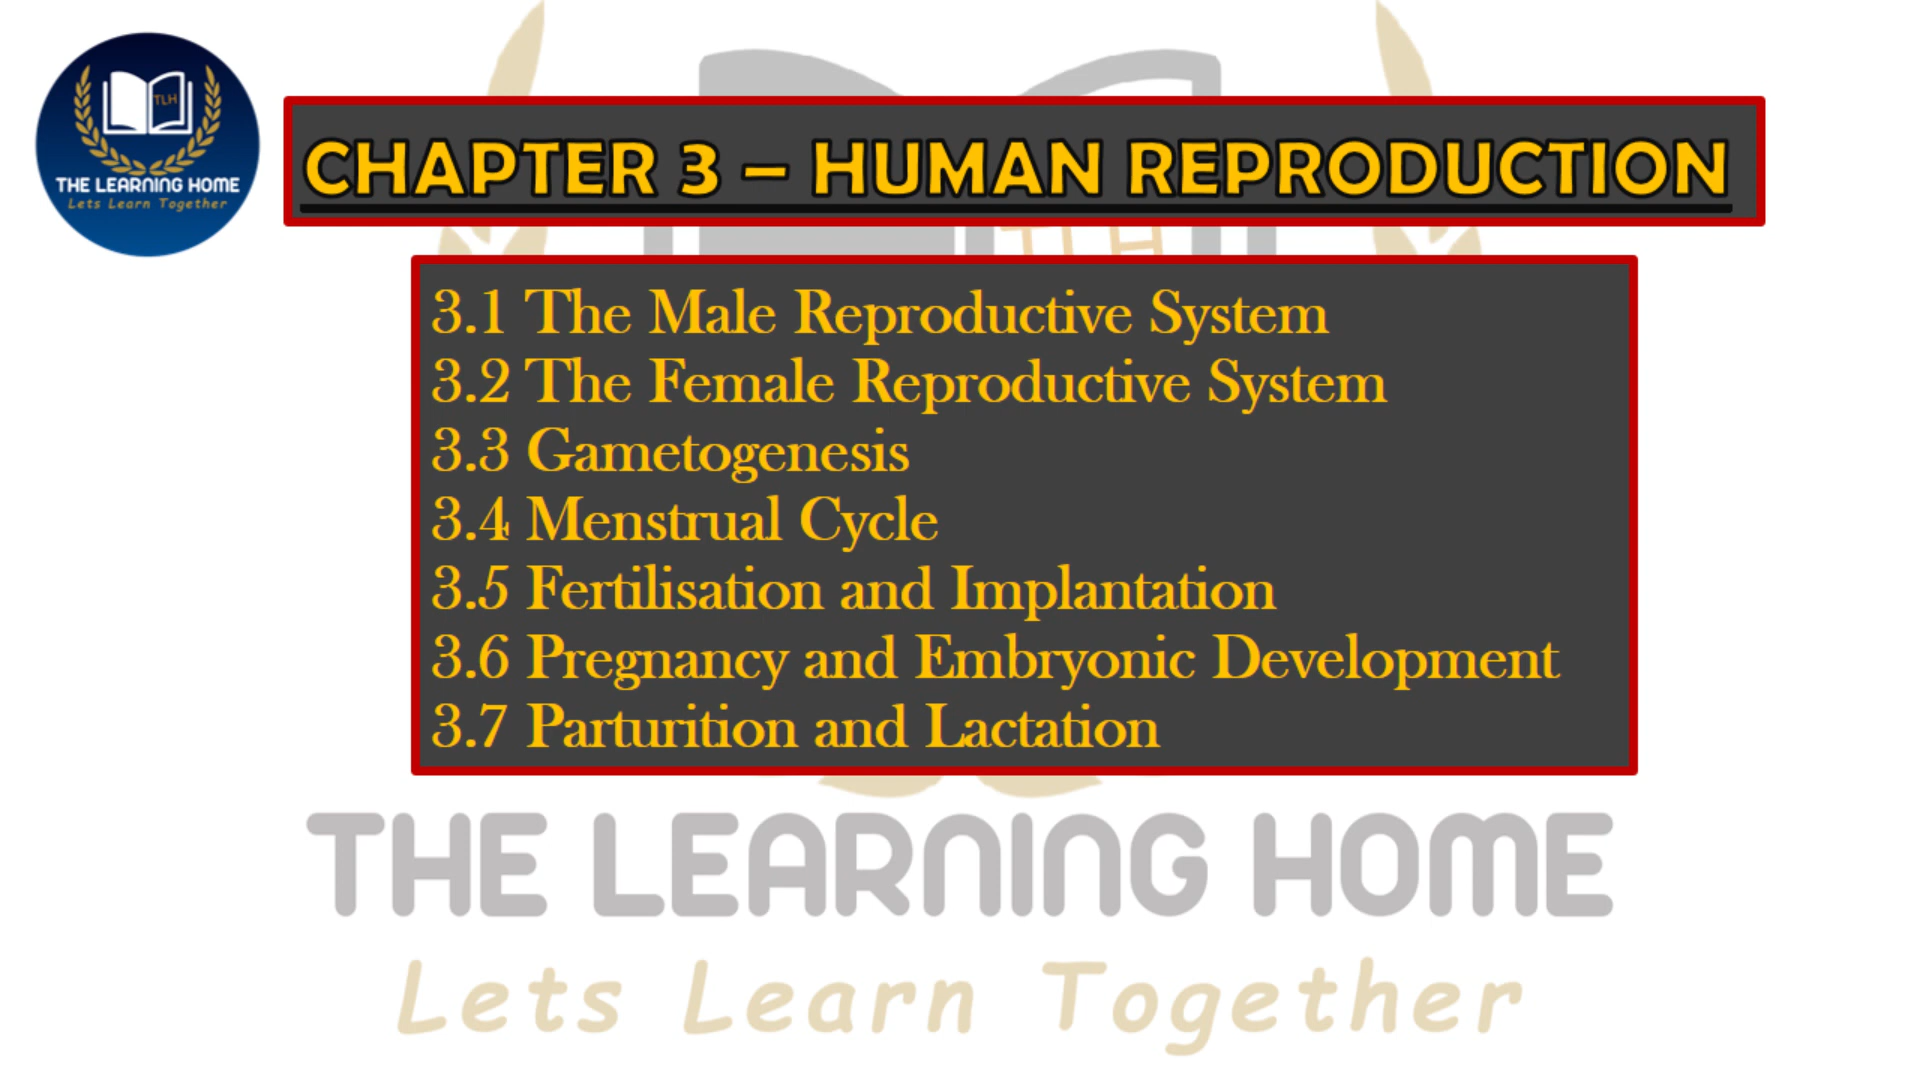 TLH
THE LEARNING HOME
Lets Learn Together
CHAPTER 3 – HUMAN REPRODUCTION
TLH
3.1 The Male Reproductive System
3.2 The Female Reproductive System
3.3 Gametogenesis
3.4 Menstrual Cycle
3.5 Fertilisation and Implantation
3.6 Pregnancy and Embryonic Development
3.7 Parturition and Lactation
THE LEARNING HOME
Lets Learn Together